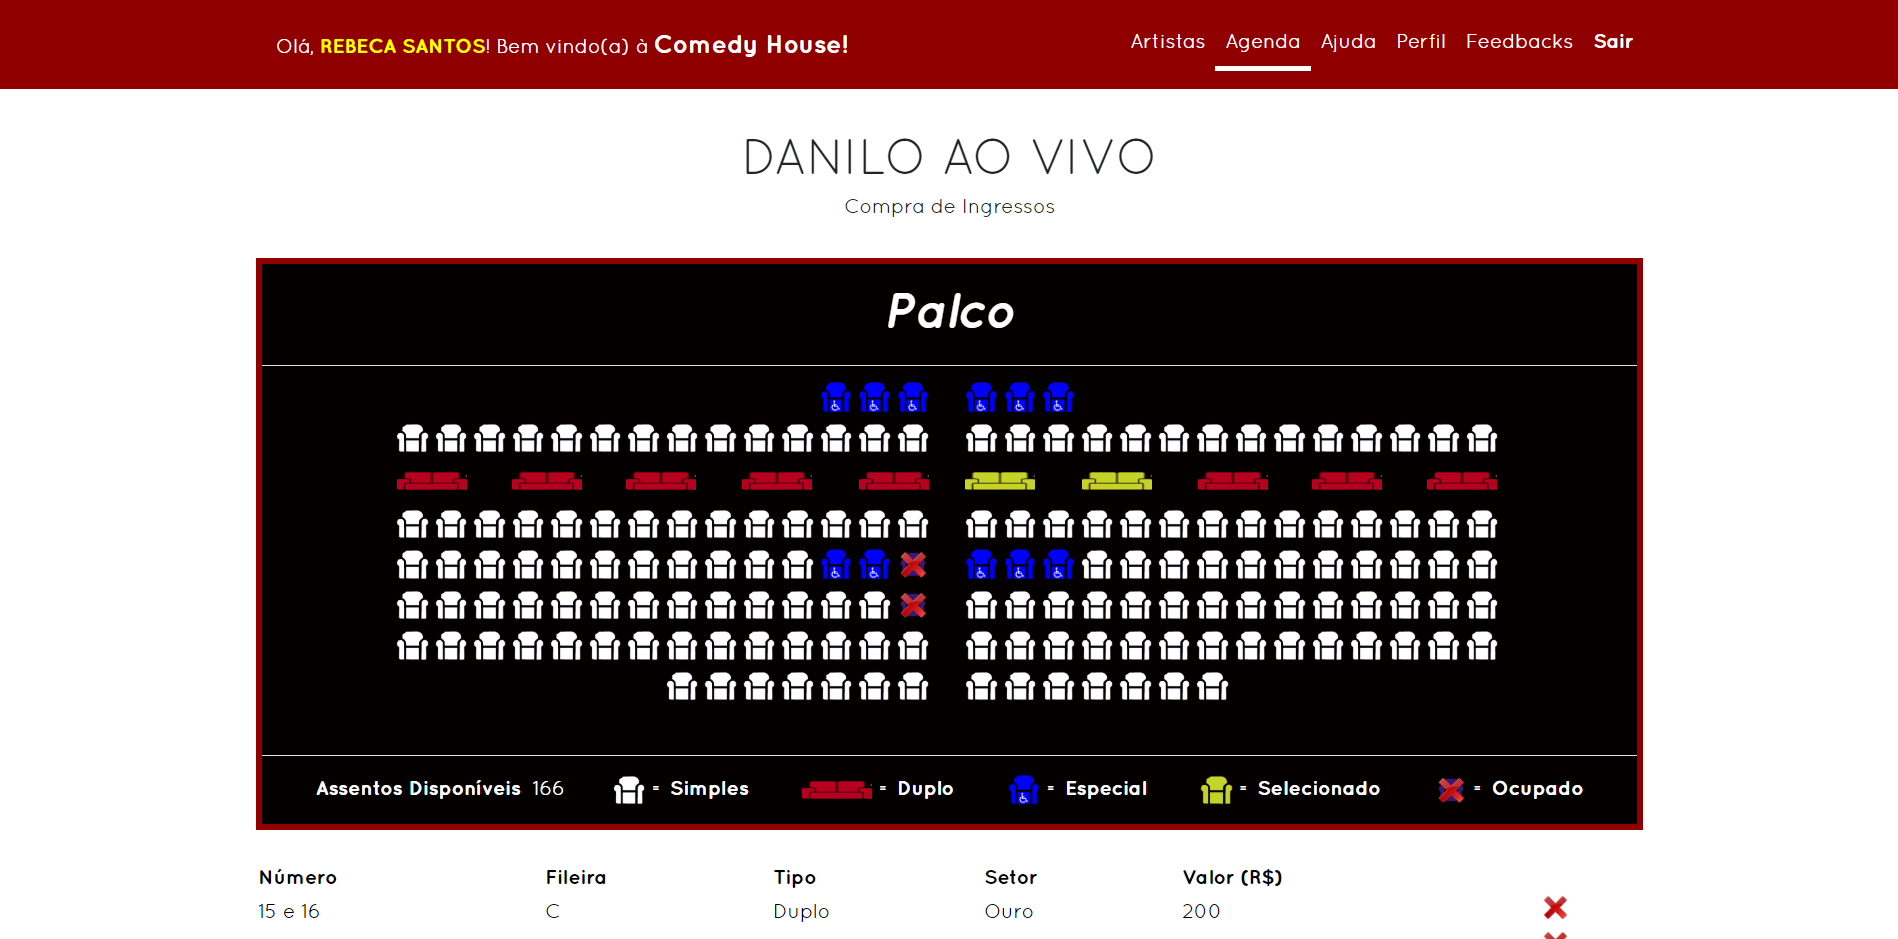 Olá, REBECA SANTOS! Bem vindo(a) à Comedy House!
Artistas Agenda Ajuda Perfil Feedbacks Sair
DANILO AO VIVO
Compra de Ingressos
Palco
Assentos Disponíveis 166 = Simples = Duplo = Especial = Selecionado = Ocupado
Número Fileira Tipo Setor Valor (R$)
15 e 16 C Duplo Ouro 200